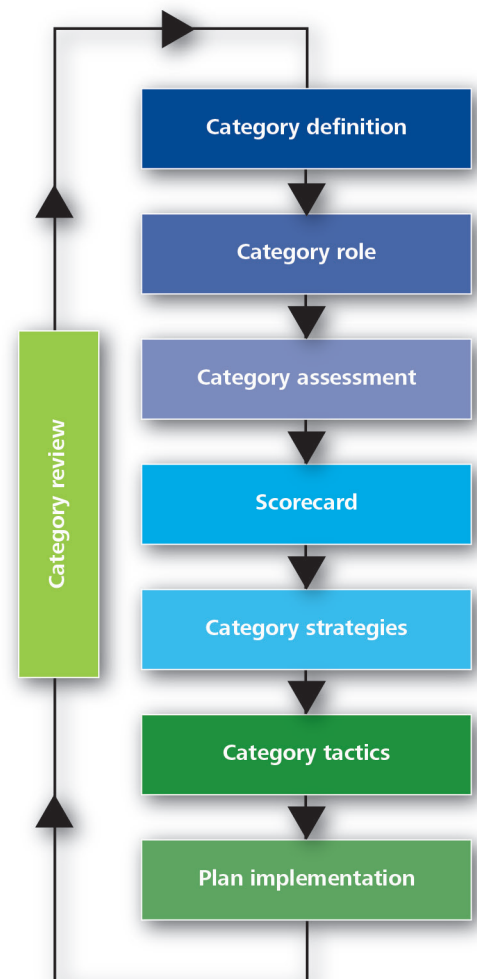 Category definition
Category role
Category assessment
Scorecard
Category strategies
Category tactics
Plan implementation
Category review